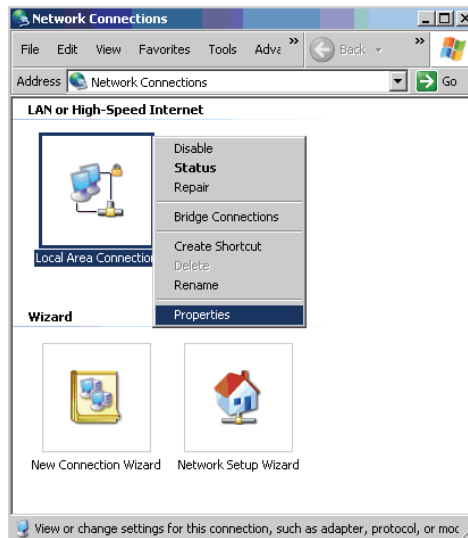 Network Connections
File Edit View Favorites Tools Adva » Back »
Address Network Connections Go
LAN or High-Speed Internet
Disable
Status
Repair
Bridge Connections
Create Shortcut
Delete
Rename
Properties
Local Area Connection
Wizard
New Connection Wizard Network Setup Wizard
View or change settings for this connection, such as adapter, protocol, or moc